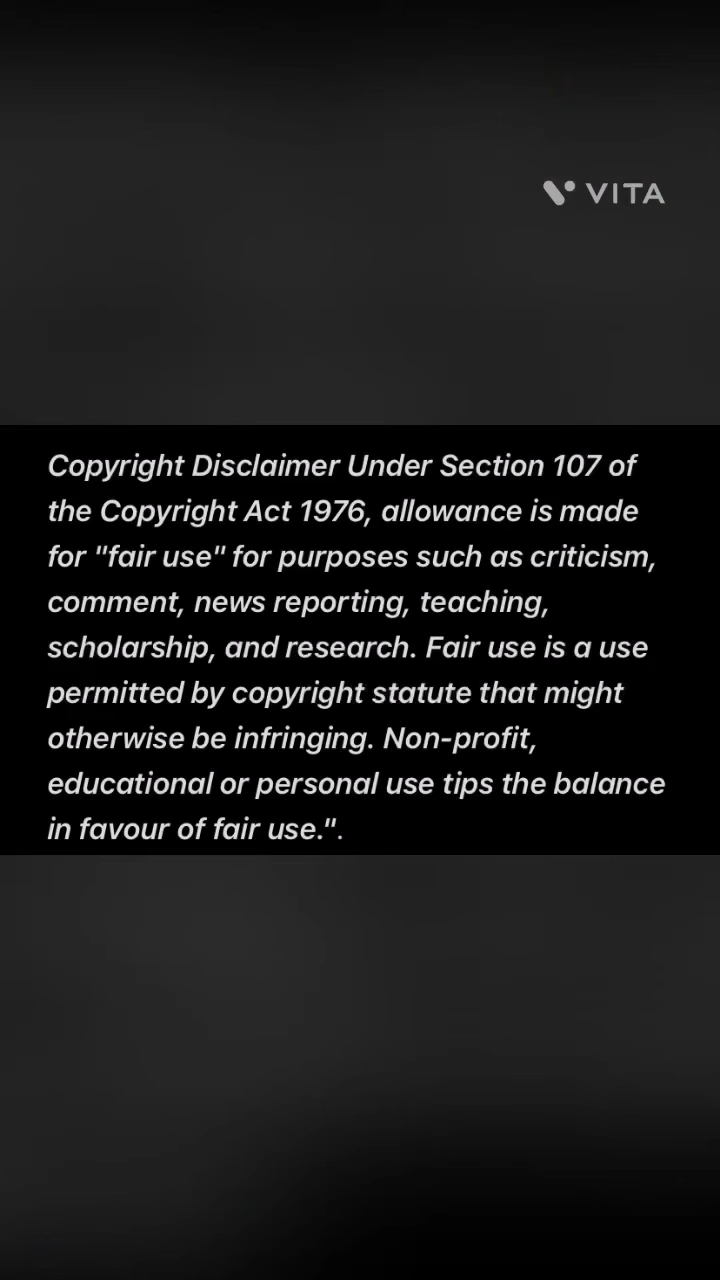 VITA
Copyright Disclaimer Under Section 107 of
the Copyright Act 1976, allowance is made
for "fair use" for purposes such as criticism,
comment, news reporting, teaching,
scholarship, and research. Fair use is a use
permitted by copyright statute that might
otherwise be infringing. Non-profit,
educational or personal use tips the balance
in favour of fair use.".